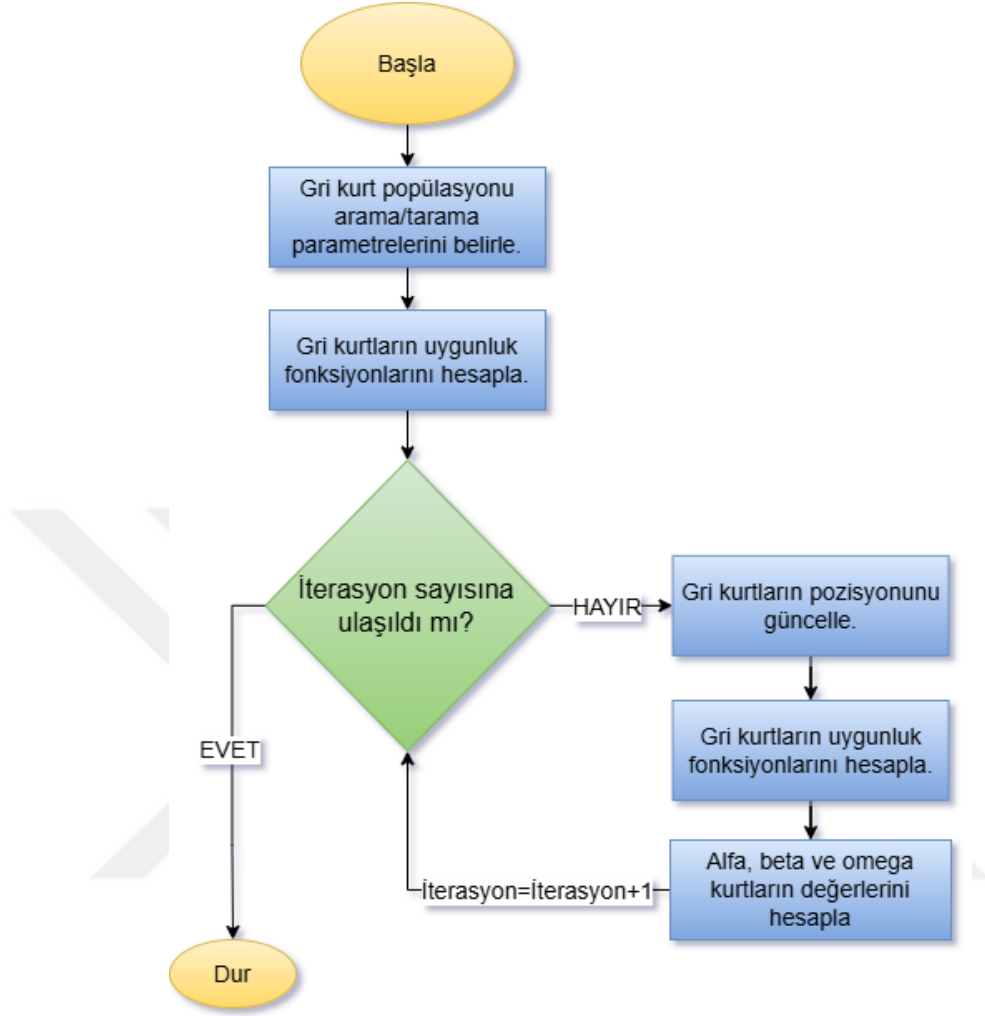 Başla
Gri kurt popülasyonu
arama/tarama
parametrelerini belirle.
Gri kurtların uygunluk
fonksiyonlarını hesapla.
İterasyon sayısına
ulaşıldı mı?
HAYIR
Gri kurtların pozisyonunu
güncelle.
Gri kurtların uygunluk
fonksiyonlarını hesapla.
Alfa, beta ve omega
kurtların değerlerini
hesapla
İterasyon=İterasyon+1
EVET
Dur